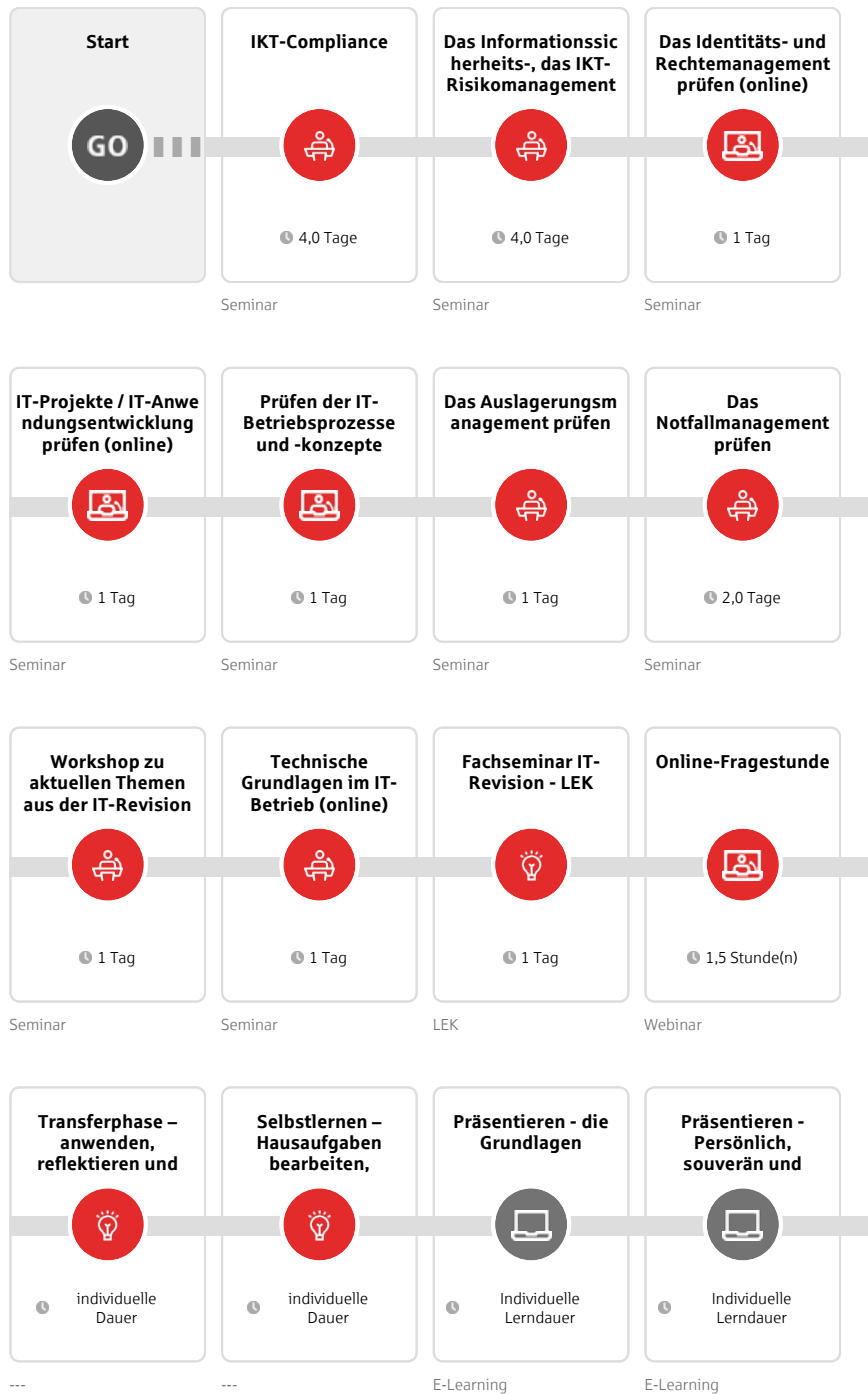 Start
GO
IKT-Compliance
4,0 Tage
Seminar
Das Informationssic
herheits-, das IKT-
Risikomanagement
4,0 Tage
Seminar
Das Identitäts- und
Rechtemanagement
prüfen (online)
1 Tag
Seminar
IT-Projekte / IT-Anwe
ndungsentwicklung
prüfen (online)
1 Tag
Seminar
Prüfen der IT-
Betriebsprozesse
und -konzepte
1 Tag
Seminar
Das Auslagerungsm
anagement prüfen
1 Tag
Seminar
Das
Notfallmanagement
prüfen
2,0 Tage
Seminar
Workshop zu
aktuellen Themen
aus der IT-Revision
1 Tag
Seminar
Technische
Grundlagen im IT-
Betrieb (online)
1 Tag
Seminar
Fachseminar IT-
Revision - LEK
1 Tag
LEK
Online-Fragestunde
1,5 Stunde(n)
Webinar
Transferphase –
anwenden,
reflektieren und
individuelle
Dauer
---
Selbstlernen –
Hausaufgaben
bearbeiten,
individuelle
Dauer
---
Präsentieren - die
Grundlagen
Individuelle
Lerndauer
E-Learning
Präsentieren -
Persönlich,
souverän und
Individuelle
Lerndauer
E-Learning